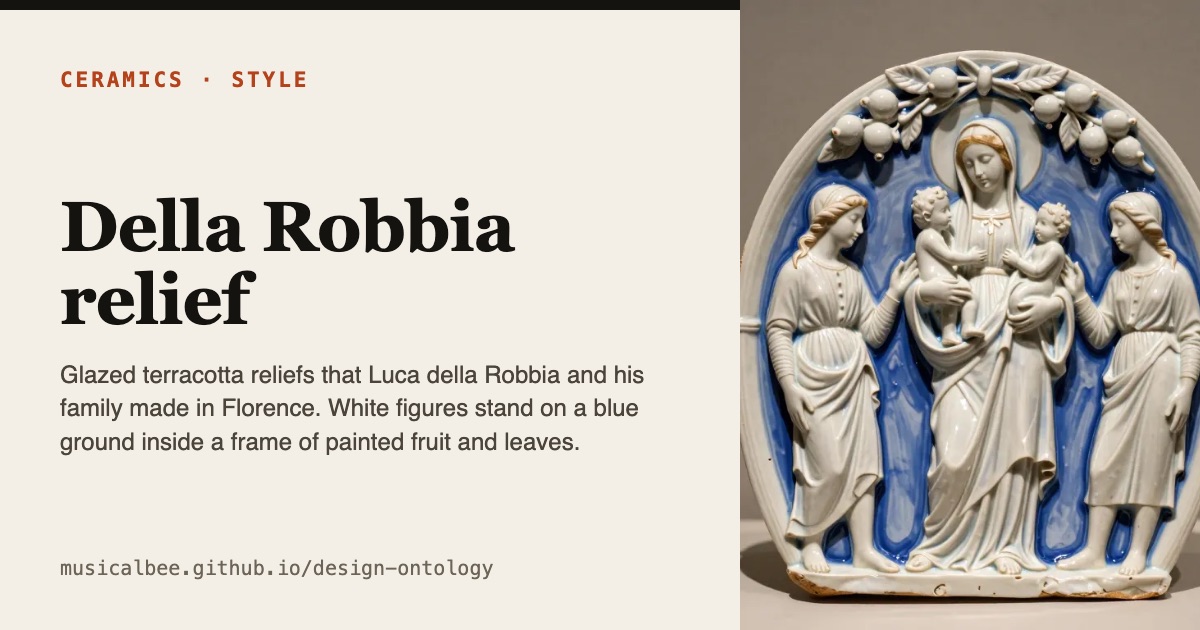 CERAMICS · STYLE
Della Robbia
relief
Glazed terracotta reliefs that Luca della Robbia and his
family made in Florence. White figures stand on a blue
ground inside a frame of painted fruit and leaves.
musicalbee.github.io/design-ontology